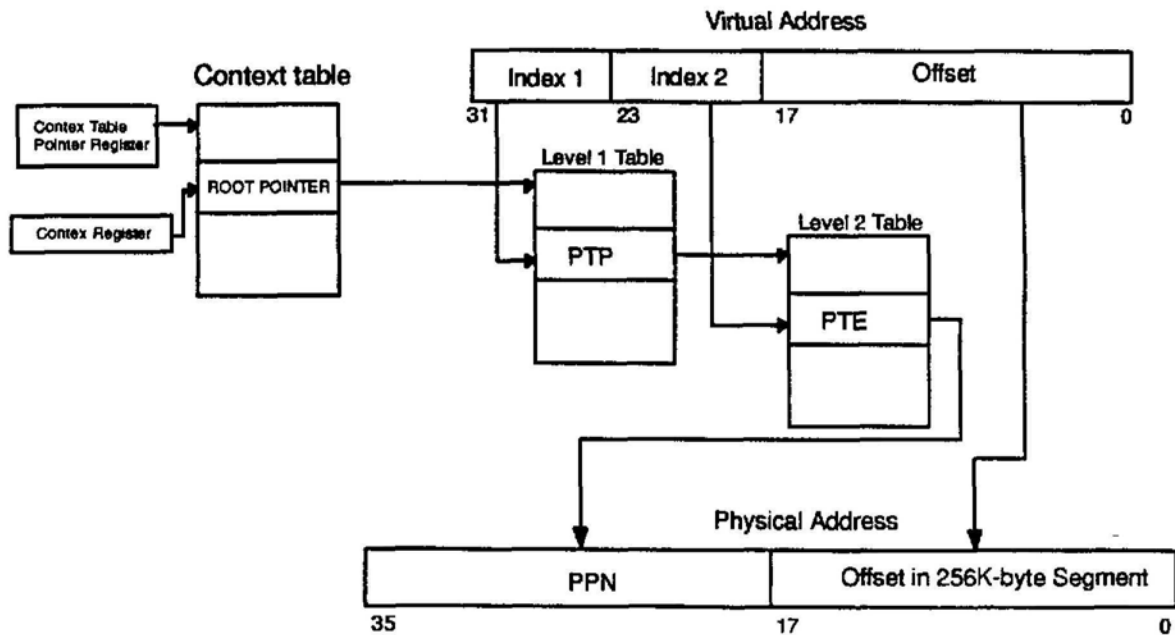 Virtual Address
Index 1 Index 2 Offset
31 23 17 0
Context table
Contex Table
Pointer Register
ROOT POINTER
Contex Register
Level 1 Table
PTP
Level 2 Table
PTE
Physical Address
PPN Offset in 256K-byte Segment
35 17 0